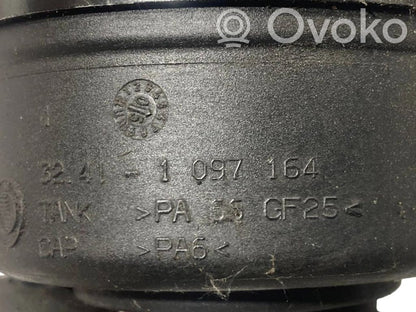 Ovoko
32.41 - 1 097 164
TANK >PA 66 GF25<
CAP >PA6<